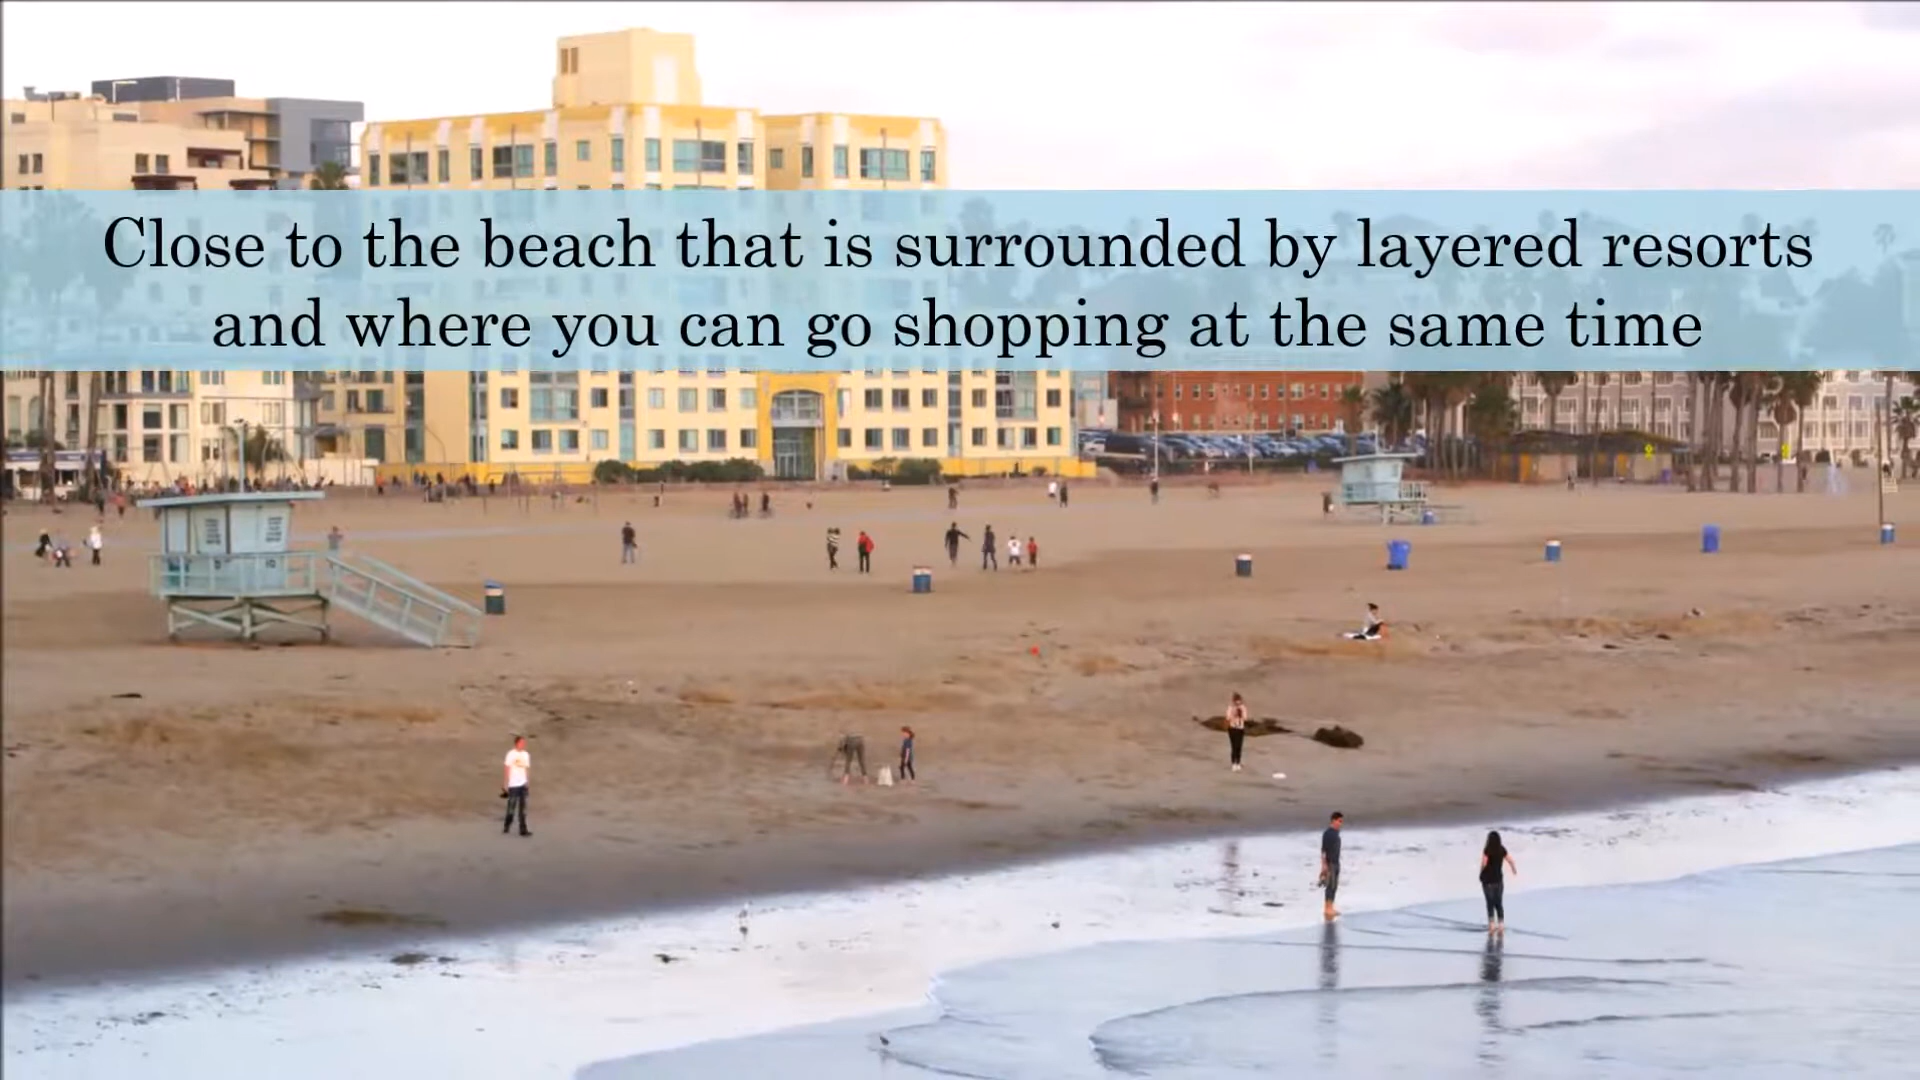 Close to the beach that is surrounded by layered resorts
and where you can go shopping at the same time